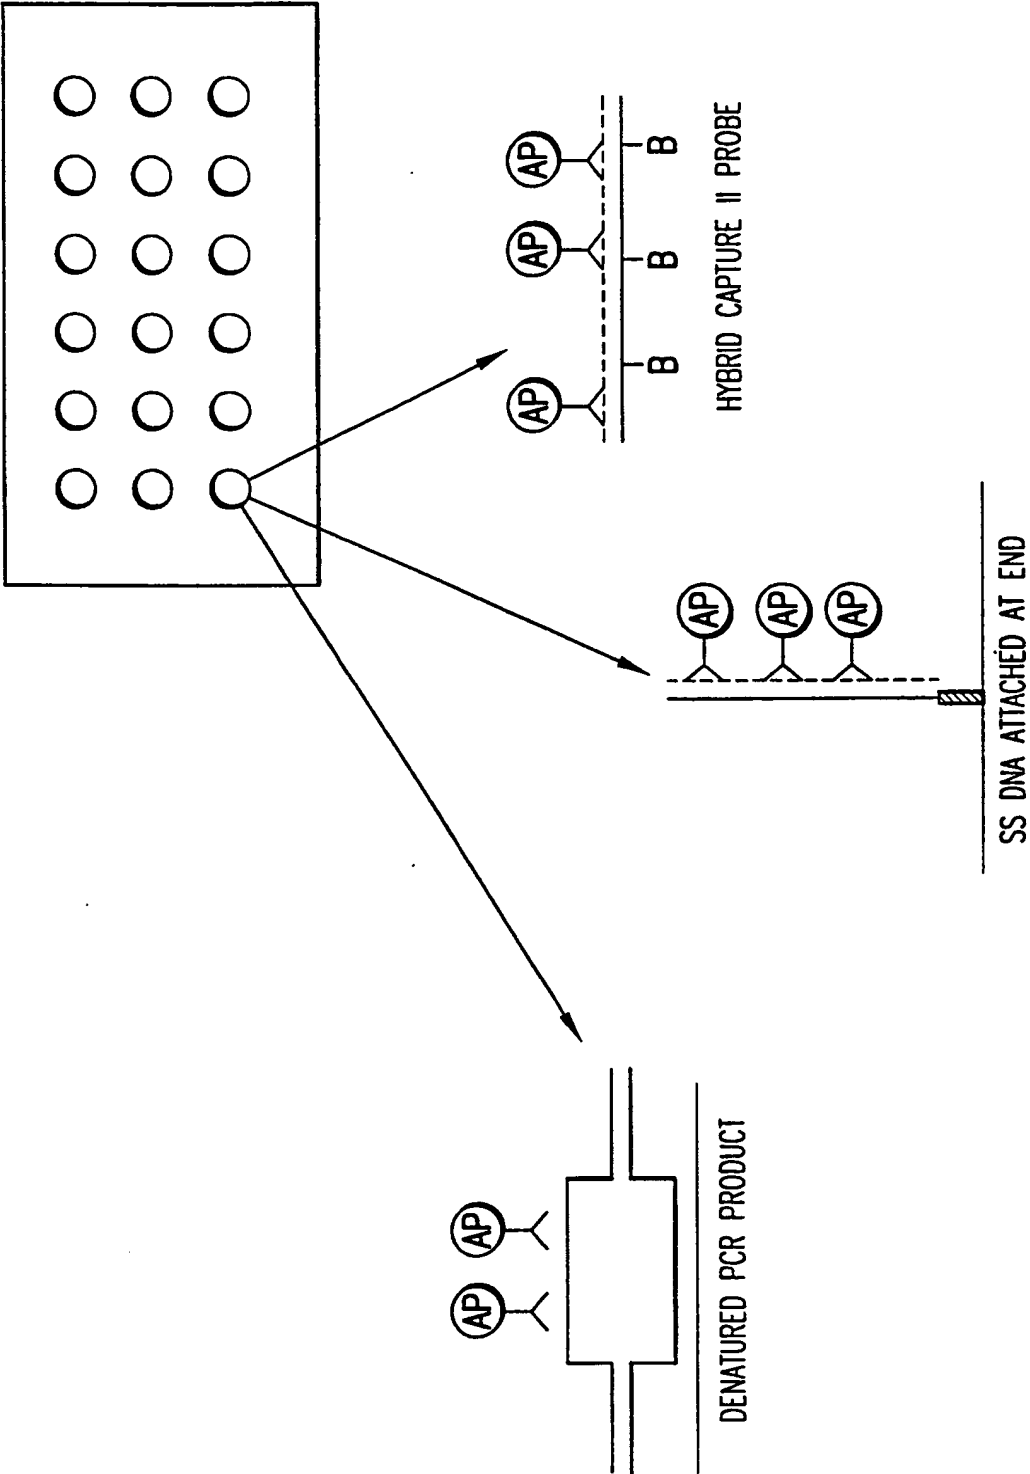 AP
AP
DENATURED PCR PRODUCT
AP
AP
AP
SS DNA ATTACHED AT END
AP
AP
AP
B
B
B
HYBRID CAPTURE II PROBE